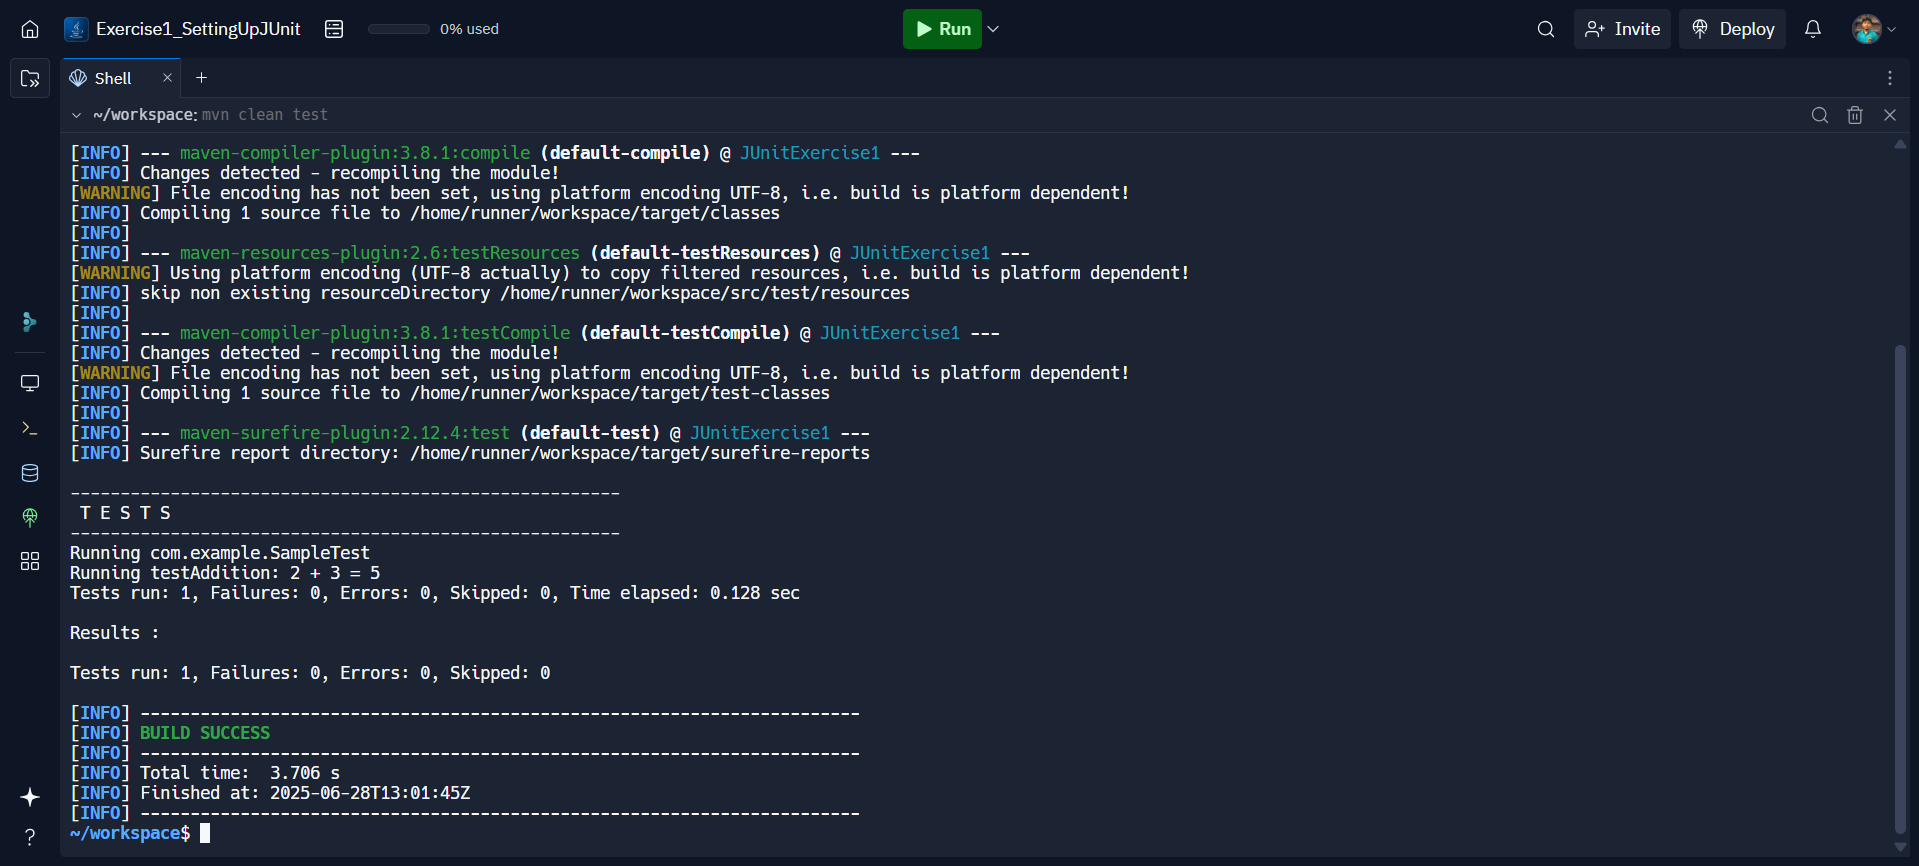 Exercise1_SettingUpJUnit
0% used
Run
Invite
Deploy
Shell
~/workspace: mvn clean test
[INFO] --- maven-compiler-plugin:3.8.1:compile (default-compile) @ JUnitExercise1 ---
[INFO] Changes detected - recompiling the module!
[WARNING] File encoding has not been set, using platform encoding UTF-8, i.e. build is platform dependent!
[INFO] Compiling 1 source file to /home/runner/workspace/target/classes
[INFO]
[INFO] --- maven-resources-plugin:2.6:testResources (default-testResources) @ JUnitExercise1 ---
[WARNING] Using platform encoding (UTF-8 actually) to copy filtered resources, i.e. build is platform dependent!
[INFO] skip non existing resourceDirectory /home/runner/workspace/src/test/resources
[INFO]
[INFO] --- maven-compiler-plugin:3.8.1:testCompile (default-testCompile) @ JUnitExercise1 ---
[INFO] Changes detected - recompiling the module!
[WARNING] File encoding has not been set, using platform encoding UTF-8, i.e. build is platform dependent!
[INFO] Compiling 1 source file to /home/runner/workspace/target/test-classes
[INFO]
[INFO] --- maven-surefire-plugin:2.12.4:test (default-test) @ JUnitExercise1 ---
[INFO] Surefire report directory: /home/runner/workspace/target/surefire-reports
-------------------------------------------------------
T E S T S
-------------------------------------------------------
Running com.example.SampleTest
Running testAddition: 2 + 3 = 5
Tests run: 1, Failures: 0, Errors: 0, Skipped: 0, Time elapsed: 0.128 sec
Results :
Tests run: 1, Failures: 0, Errors: 0, Skipped: 0
[INFO] ------------------------------------------------------------------------
[INFO] BUILD SUCCESS
[INFO] ------------------------------------------------------------------------
[INFO] Total time:  3.706 s
[INFO] Finished at: 2025-06-28T13:01:45Z
[INFO] ------------------------------------------------------------------------
~/workspace$